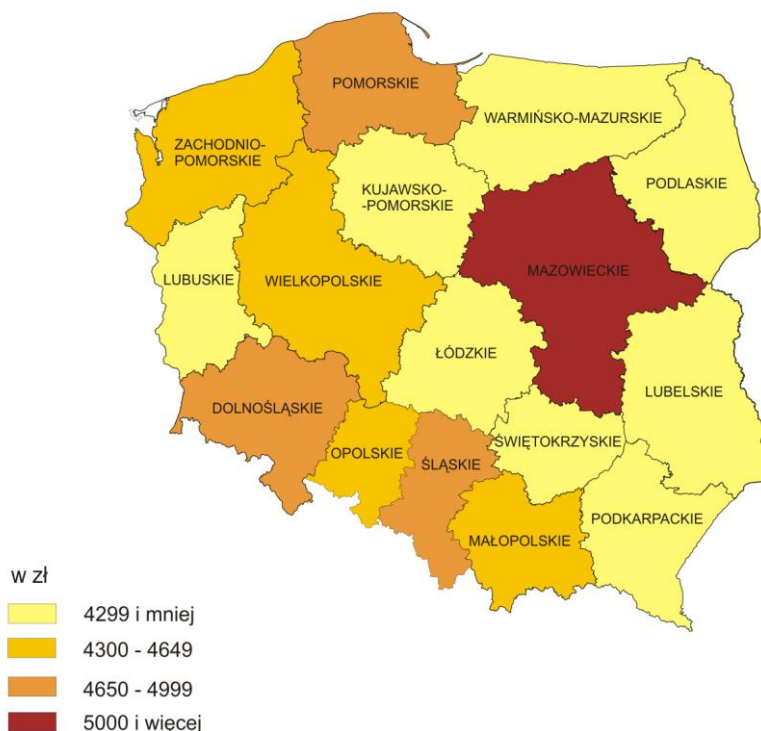 POMORSKIE
WARMIŃSKO-MAZURSKIE
ZACHODNIO-
POMORSKIE
PODLASKIE
KUJAWSKO-
-POMORSKIE
MAZOWIECKIE
LUBUSKIE
WIELKOPOLSKIE
ŁÓDZKIE
LUBELSKIE
DOLNOŚLĄSKIE
ŚWIĘTOKRZYSKIE
OPOLSKIE
ŚLĄSKIE
PODKARPACKIE
MAŁOPOLSKIE
w zł
4299 i mniej
4300 - 4649
4650 - 4999
5000 i więcej